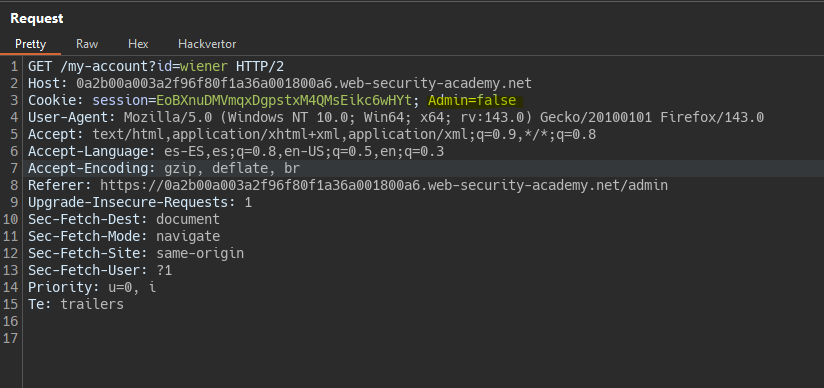 Request
Pretty Raw Hex Hackvertor
1 GET /my-account?id=wiener HTTP/2
2 Host: 0a2b00a003a2f96f80f1a36a001800a6.web-security-academy.net
3 Cookie: session=EoBXnuDMVmqxDgpstxM4QMsEikc6wHYt; Admin=false
4 User-Agent: Mozilla/5.0 (Windows NT 10.0; Win64; x64; rv:143.0) Gecko/20100101 Firefox/143.0
5 Accept: text/html,application/xhtml+xml,application/xml;q=0.9,*/*;q=0.8
6 Accept-Language: es-ES,es;q=0.8,en-US;q=0.5,en;q=0.3
7 Accept-Encoding: gzip, deflate, br
8 Referer: https://0a2b00a003a2f96f80f1a36a001800a6.web-security-academy.net/admin
9 Upgrade-Insecure-Requests: 1
10 Sec-Fetch-Dest: document
11 Sec-Fetch-Mode: navigate
12 Sec-Fetch-Site: same-origin
13 Sec-Fetch-User: ?1
14 Priority: u=0, i
15 Te: trailers
16
17